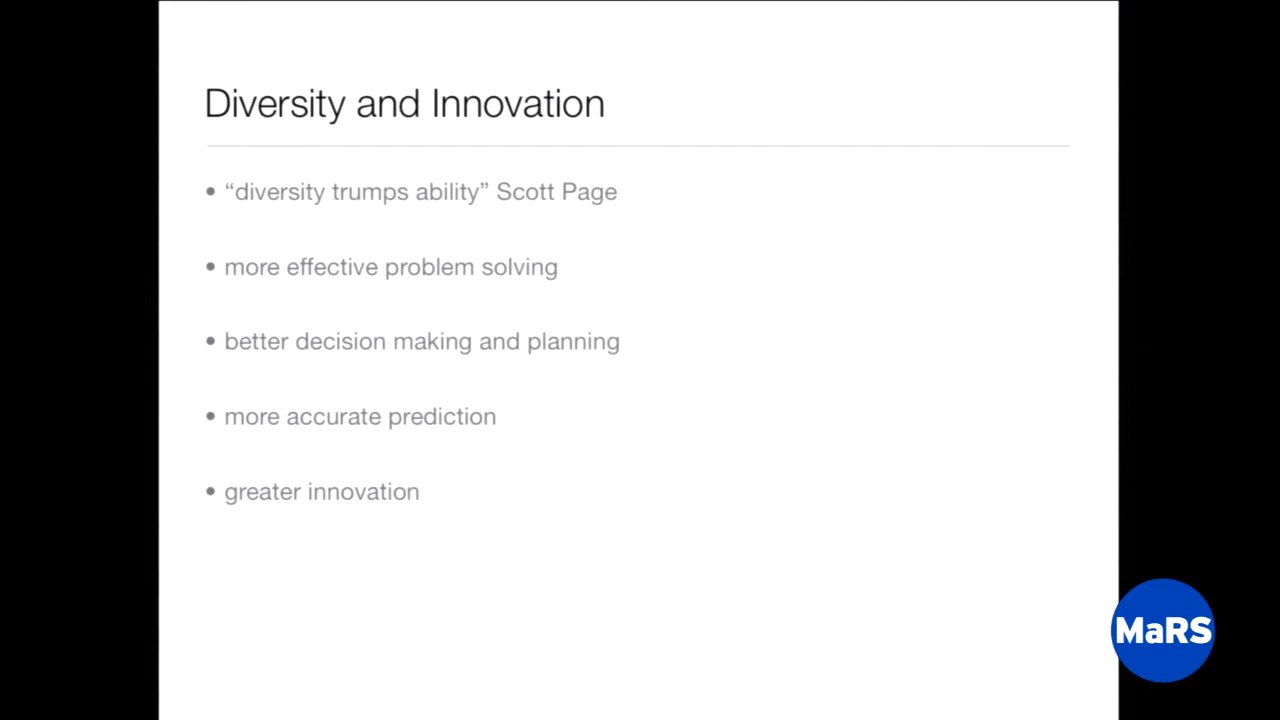 Diversity and Innovation
• “diversity trumps ability” Scott Page
• more effective problem solving
• better decision making and planning
• more accurate prediction
• greater innovation
MaRS